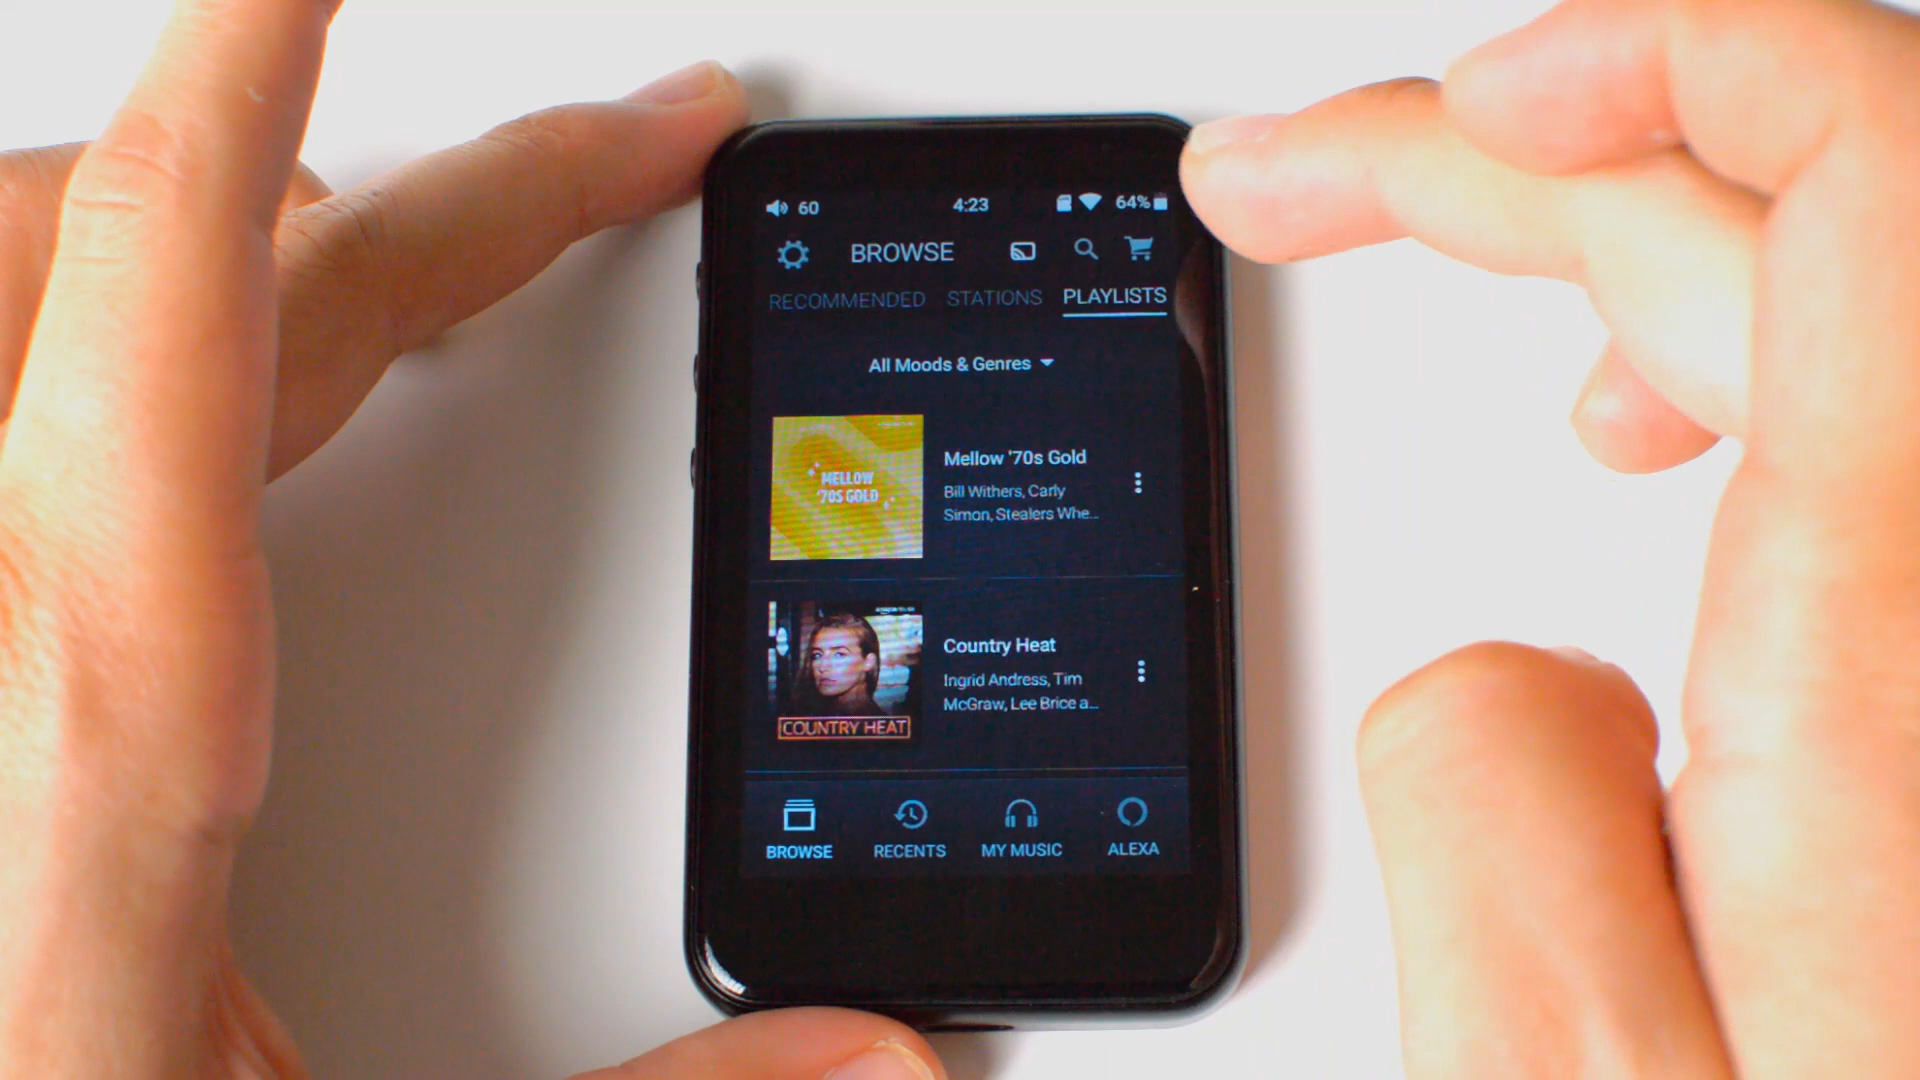 60 4:23 64%
BROWSE
RECOMMENDED STATIONS PLAYLISTS
All Moods & Genres
MELLOW
'70S GOLD
Mellow '70s Gold
Bill Withers, Carly
Simon, Stealers Whe...
COUNTRY HEAT
Country Heat
Ingrid Andress, Tim
McGraw, Lee Brice a...
BROWSE RECENTS MY MUSIC ALEXA